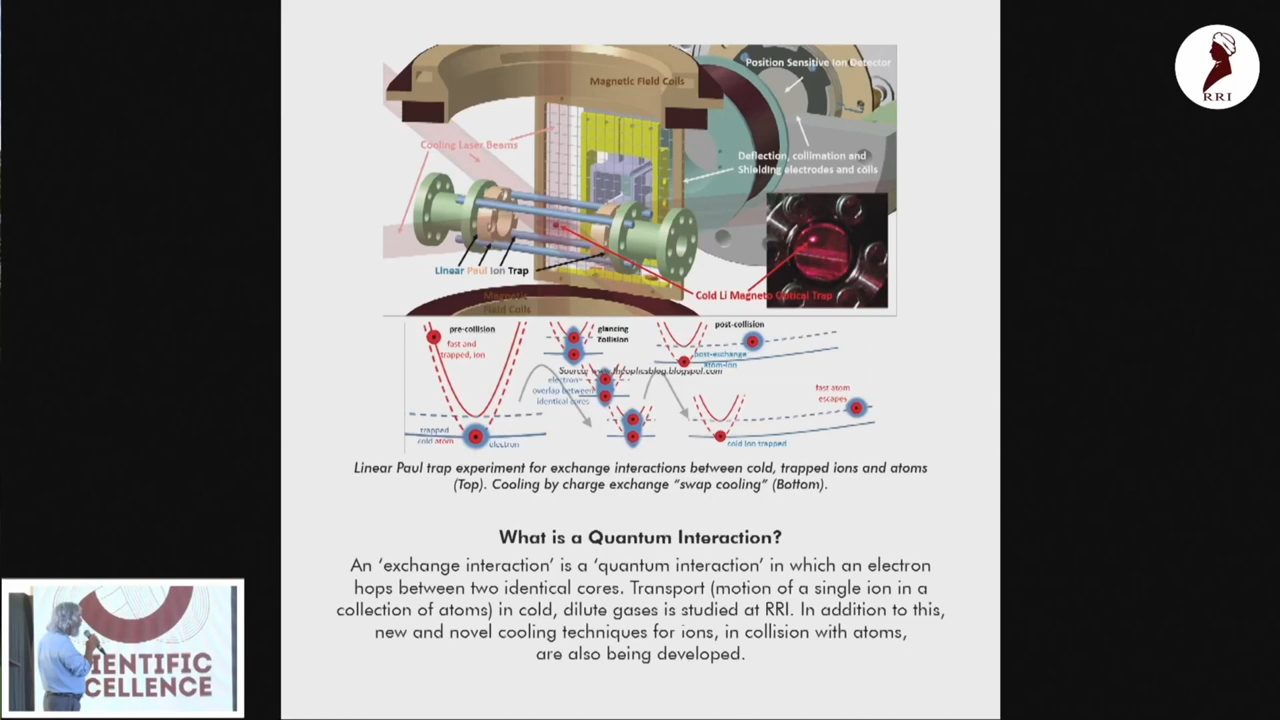 Position Sensitive Ion Detector
Magnetic Field Coils
Cooling Laser Beams
Deflection, collimation and
Shielding electrodes and coils
Linear Paul Ion Trap
Cold Li Magneto Optical Trap
Magnetic
Field Coils
RRI
pre-collision
fast and
trapped, ion
glancing
collision
post-collision
post-exchange
atom-ion
Source: www.theophysblog.blogspot.com
electron
overlap between
identical cores
fast atom
escapes
trapped
cold atom
electron
cold ion trapped
Linear Paul trap experiment for exchange interactions between cold, trapped ions and atoms
(Top). Cooling by charge exchange “swap cooling” (Bottom).
What is a Quantum Interaction?
An ‘exchange interaction’ is a ‘quantum interaction’ in which an electron
hops between two identical cores. Transport (motion of a single ion in a
collection of atoms) in cold, dilute gases is studied at RRI. In addition to this,
new and novel cooling techniques for ions, in collision with atoms,
are also being developed.
IENTIFIC
CELLENCE